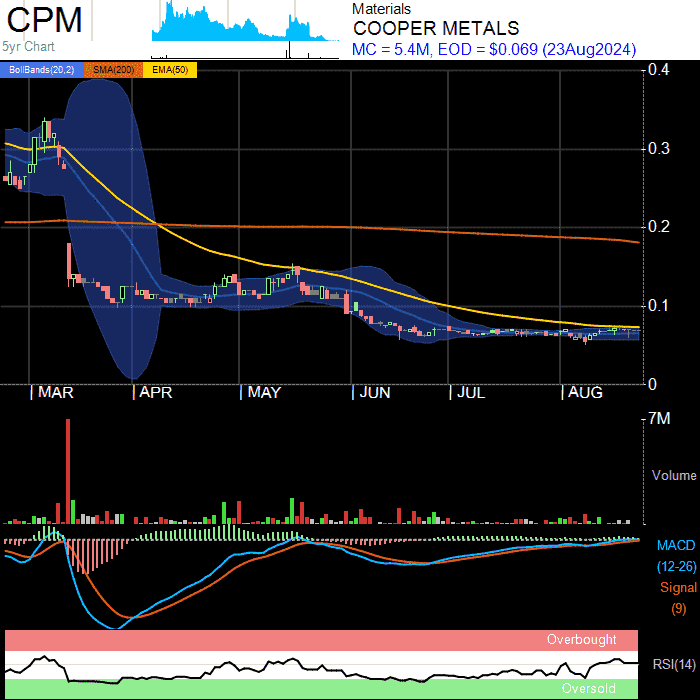 CPM
5yr Chart
Materials
COOPER METALS
MC = 5.4M, EOD = $0.069 (23Aug2024)
BollBands(20,2) SMA(200) EMA(50)
0.4
0.3
0.2
0.1
0
| MAR | APR | MAY | JUN | JUL | AUG
7M
Volume
MACD
(12-26)
Signal
(9)
Overbought
RSI(14)
Oversold